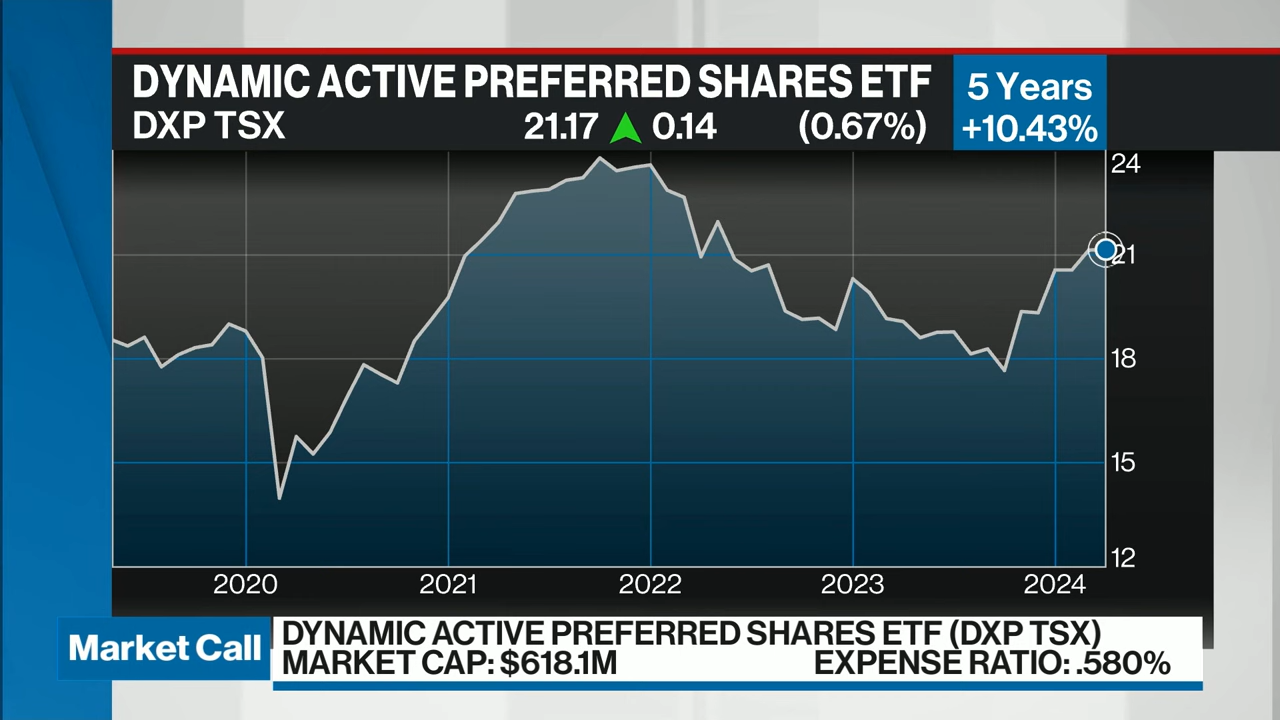 DYNAMIC ACTIVE PREFERRED SHARES ETF
DXP TSX 21.17 0.14 (0.67%)
5 Years
+10.43%
24
21
18
15
12
2020 2021 2022 2023 2024
Market Call
DYNAMIC ACTIVE PREFERRED SHARES ETF (DXP TSX)
MARKET CAP: $618.1M EXPENSE RATIO: .580%